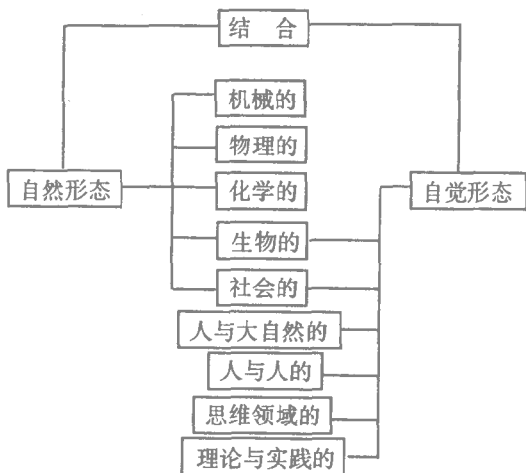 结 合
机械的
物理的
自然形态
化学的
自觉形态
生物的
社会的
人与大自然的
人与人的
思维领域的
理论与实践的